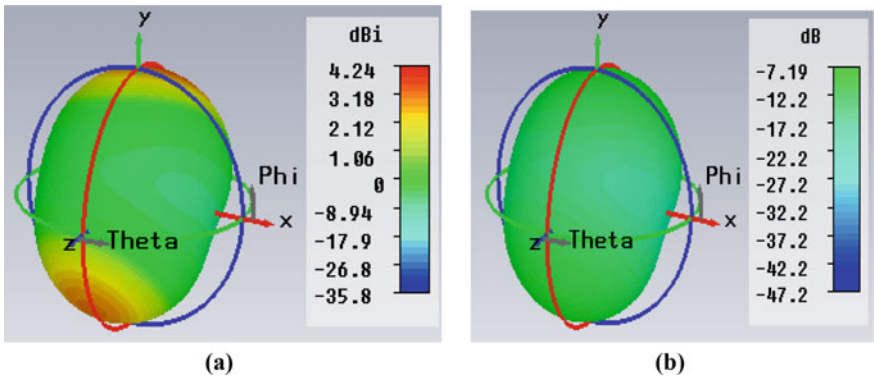 y
dBi
4.24
3.18
2.12
1.06
0
-8.94
-17.9
-26.8
-35.8
Phi
x
z Theta
(a)
y
dB
-7.19
-12.2
-17.2
-22.2
-27.2
-32.2
-37.2
-42.2
-47.2
Phi
x
z Theta
(b)